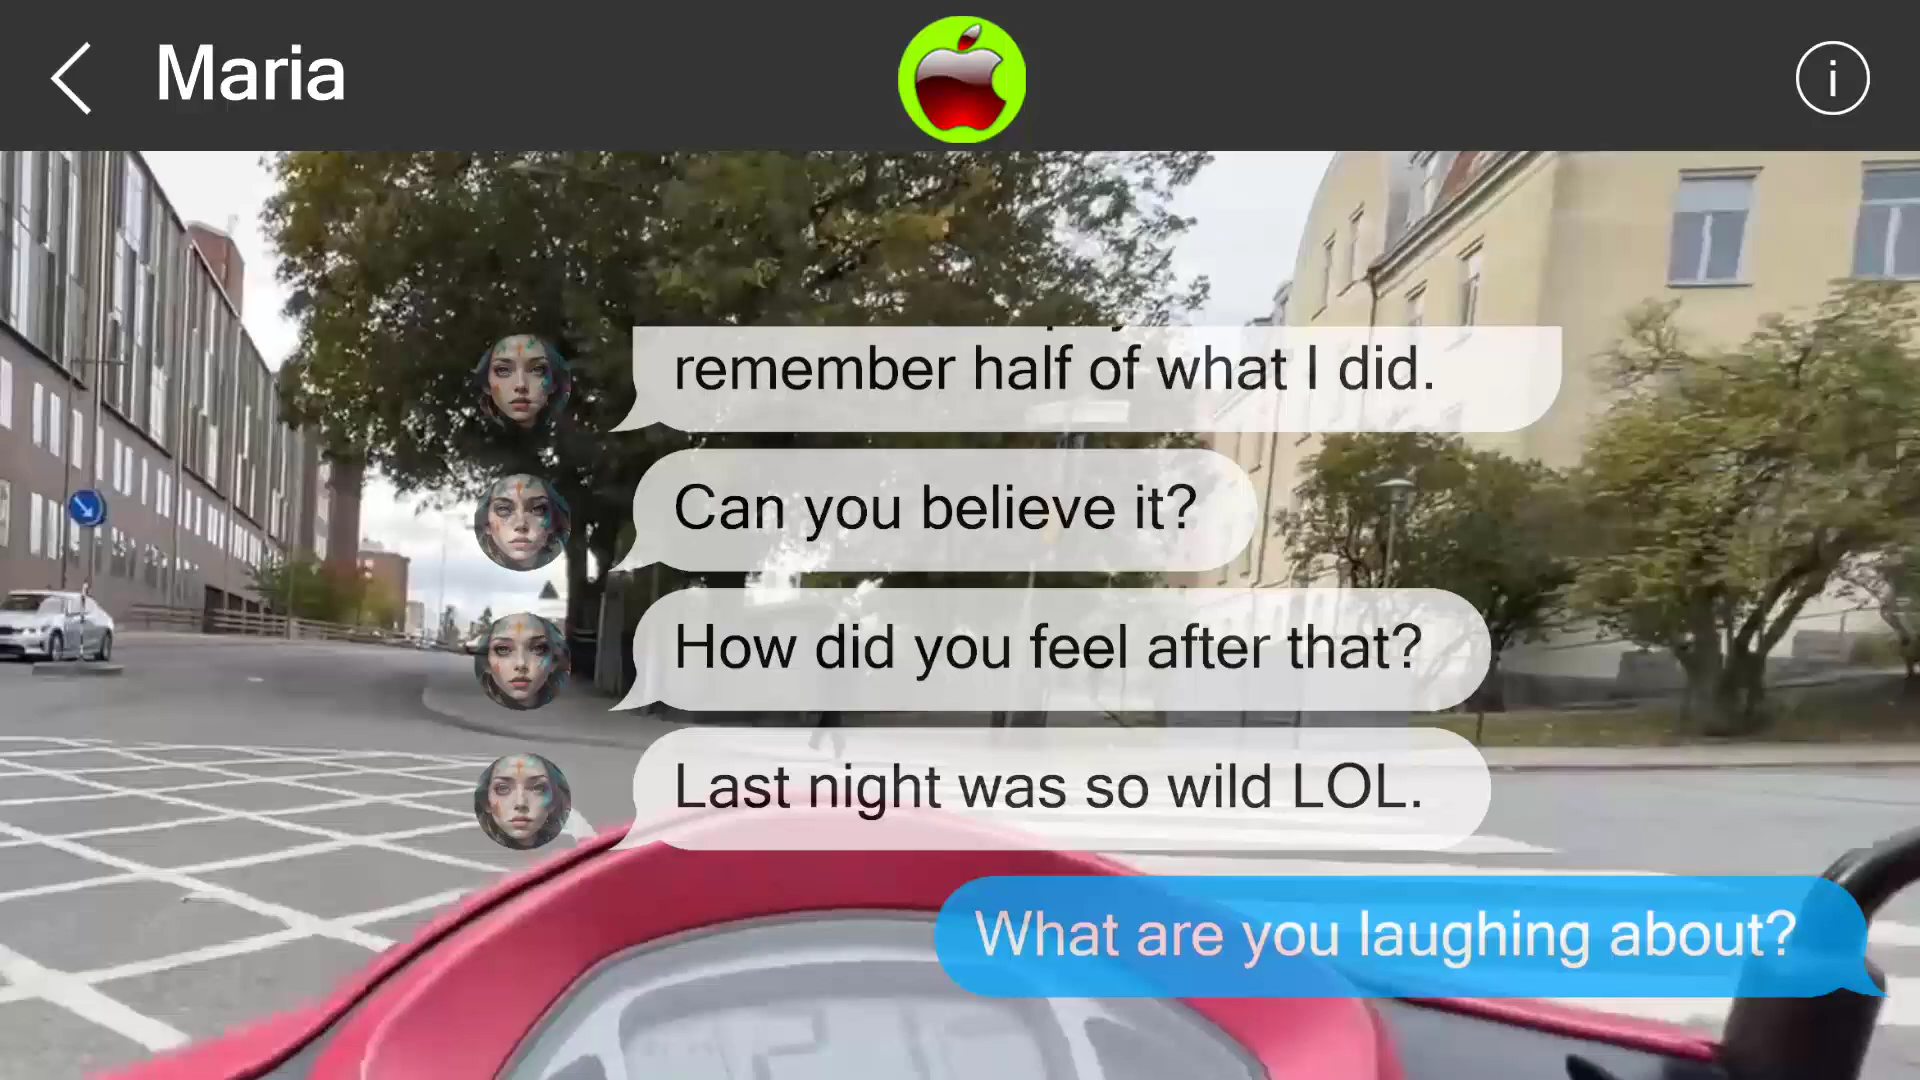 Maria
remember half of what I did.
Can you believe it?
How did you feel after that?
Last night was so wild LOL.
What are you laughing about?